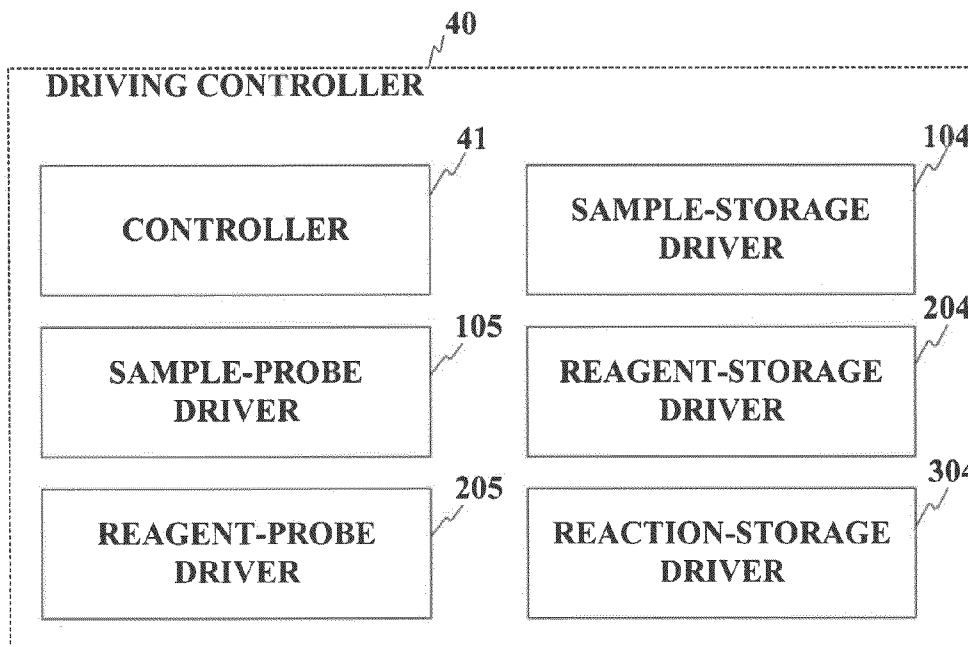 40
DRIVING CONTROLLER
41
CONTROLLER
104
SAMPLE-STORAGE
DRIVER
105
SAMPLE-PROBE
DRIVER
204
REAGENT-STORAGE
DRIVER
205
REAGENT-PROBE
DRIVER
304
REACTION-STORAGE
DRIVER